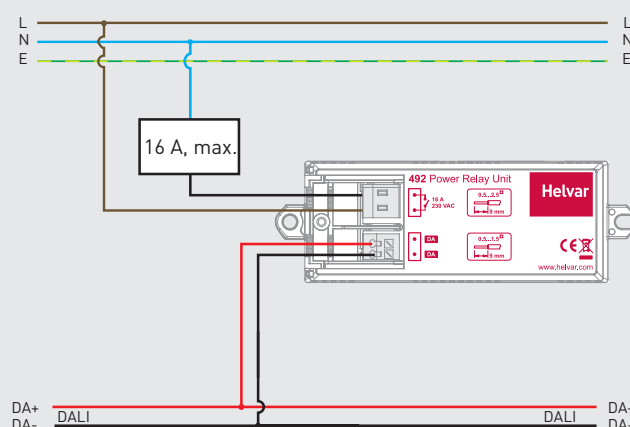 L L
N N
E E
16 A, max.
492 Power Relay Unit
16 A
230 VAC
0.5...2.5
9 mm
Helvar
DA
DA
0.5...1.5
9 mm
CE
www.helvar.com
DA+ DA+
DALI DALI
DA- DA-